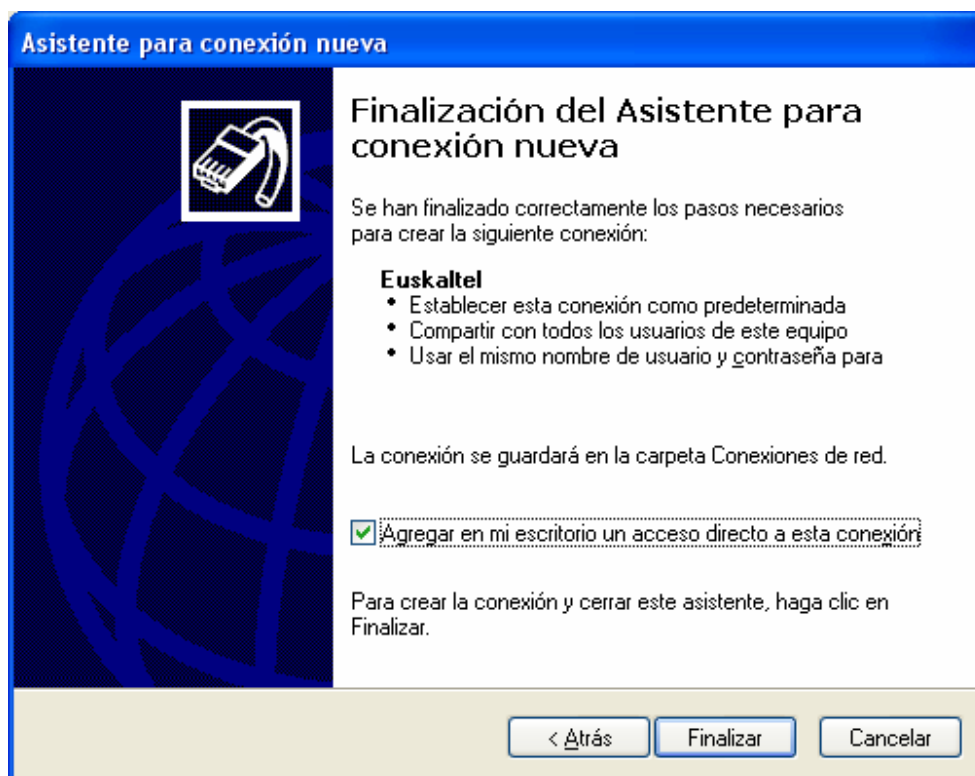 Asistente para conexión nueva
Finalización del Asistente para
conexión nueva
Se han finalizado correctamente los pasos necesarios
para crear la siguiente conexión:
Euskaltel
• Establecer esta conexión como predeterminada
• Compartir con todos los usuarios de este equipo
• Usar el mismo nombre de usuario y contraseña para
La conexión se guardará en la carpeta Conexiones de red.
Agregar en mi escritorio un acceso directo a esta conexión
Para crear la conexión y cerrar este asistente, haga clic en
Finalizar.
< Atrás Finalizar Cancelar